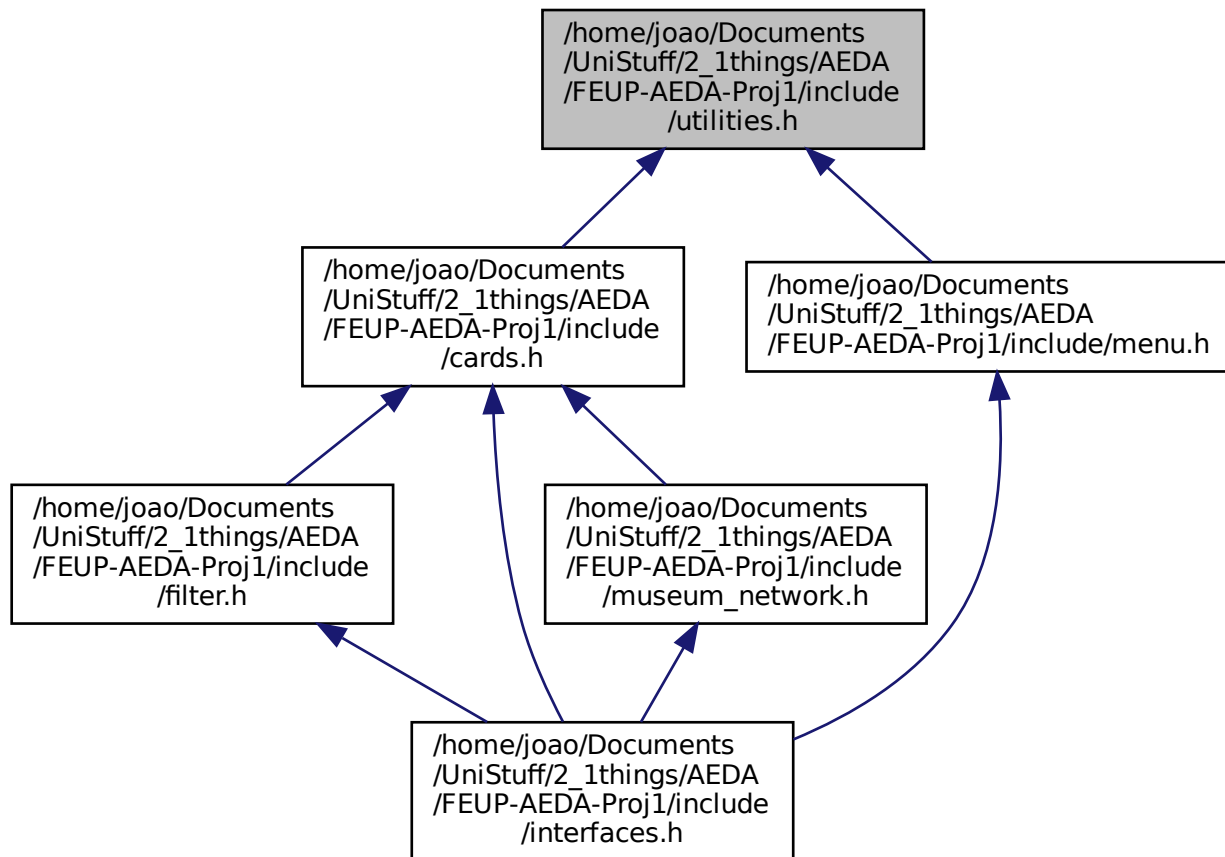 /home/joao/Documents
/UniStuff/2_1things/AEDA
/FEUP-AEDA-Proj1/include
/utilities.h
/home/joao/Documents
/UniStuff/2_1things/AEDA
/FEUP-AEDA-Proj1/include
/cards.h
/home/joao/Documents
/UniStuff/2_1things/AEDA
/FEUP-AEDA-Proj1/include/menu.h
/home/joao/Documents
/UniStuff/2_1things/AEDA
/FEUP-AEDA-Proj1/include
/filter.h
/home/joao/Documents
/UniStuff/2_1things/AEDA
/FEUP-AEDA-Proj1/include
/museum_network.h
/home/joao/Documents
/UniStuff/2_1things/AEDA
/FEUP-AEDA-Proj1/include
/interfaces.h